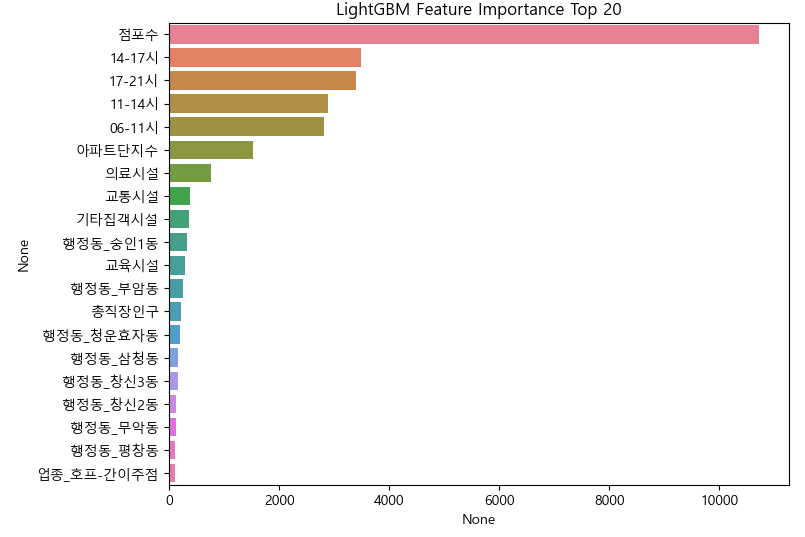 LightGBM Feature Importance Top 20
점포수
14-17시
17-21시
11-14시
06-11시
아파트단지수
의료시설
교통시설
기타집객시설
행정동_숭인1동
교육시설
행정동_부암동
총직장인구
행정동_청운효자동
행정동_삼청동
행정동_창신3동
행정동_창신2동
행정동_무악동
행정동_평창동
업종_호프-간이주점
None
0 2000 4000 6000 8000 10000
None